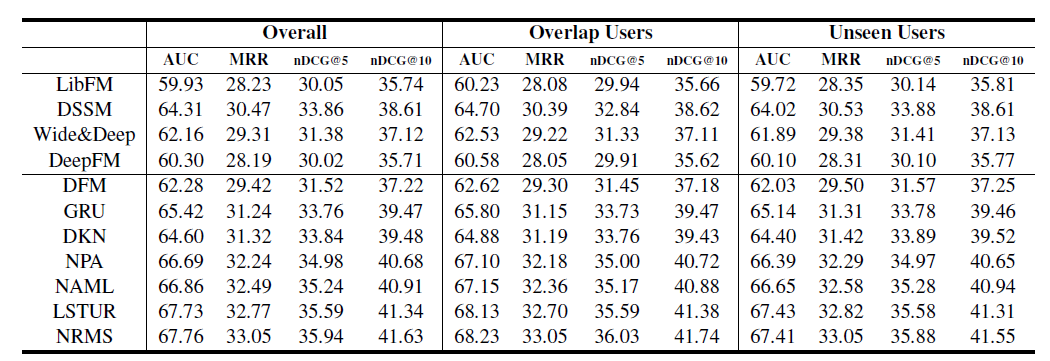 Overall Overlap Users Unseen Users
AUC MRR nDCG@5 nDCG@10 AUC MRR nDCG@5 nDCG@10 AUC MRR nDCG@5 nDCG@10
LibFM 59.93 28.23 30.05 35.74 60.23 28.08 29.94 35.66 59.72 28.35 30.14 35.81
DSSM 64.31 30.47 33.86 38.61 64.70 30.39 32.84 38.62 64.02 30.53 33.88 38.61
Wide&Deep 62.16 29.31 31.38 37.12 62.53 29.22 31.33 37.11 61.89 29.38 31.41 37.13
DeepFM 60.30 28.19 30.02 35.71 60.58 28.05 29.91 35.62 60.10 28.31 30.10 35.77
DFM 62.28 29.42 31.52 37.22 62.62 29.30 31.45 37.18 62.03 29.50 31.57 37.25
GRU 65.42 31.24 33.76 39.47 65.80 31.15 33.73 39.47 65.14 31.31 33.78 39.46
DKN 64.60 31.32 33.84 39.48 64.88 31.19 33.76 39.43 64.40 31.42 33.89 39.52
NPA 66.69 32.24 34.98 40.68 67.10 32.18 35.00 40.72 66.39 32.29 34.97 40.65
NAML 66.86 32.49 35.24 40.91 67.15 32.36 35.17 40.88 66.65 32.58 35.28 40.94
LSTUR 67.73 32.77 35.59 41.34 68.13 32.70 35.59 41.38 67.43 32.82 35.58 41.31
NRMS 67.76 33.05 35.94 41.63 68.23 33.05 36.03 41.74 67.41 33.05 35.88 41.55